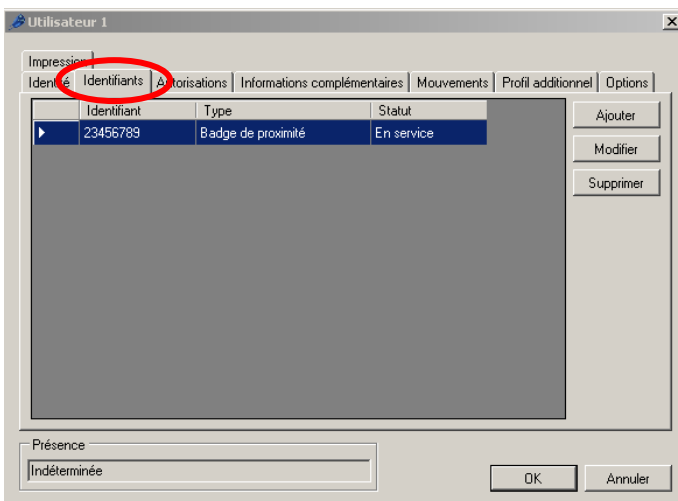 Utilisateur 1
Impression
Identité Identifiants Autorisations Informations complémentaires Mouvements Profil additionnel Options
Identifiant Type Statut
23456789 Badge de proximité En service
Ajouter
Modifier
Supprimer
Présence
Indéterminée
OK Annuler